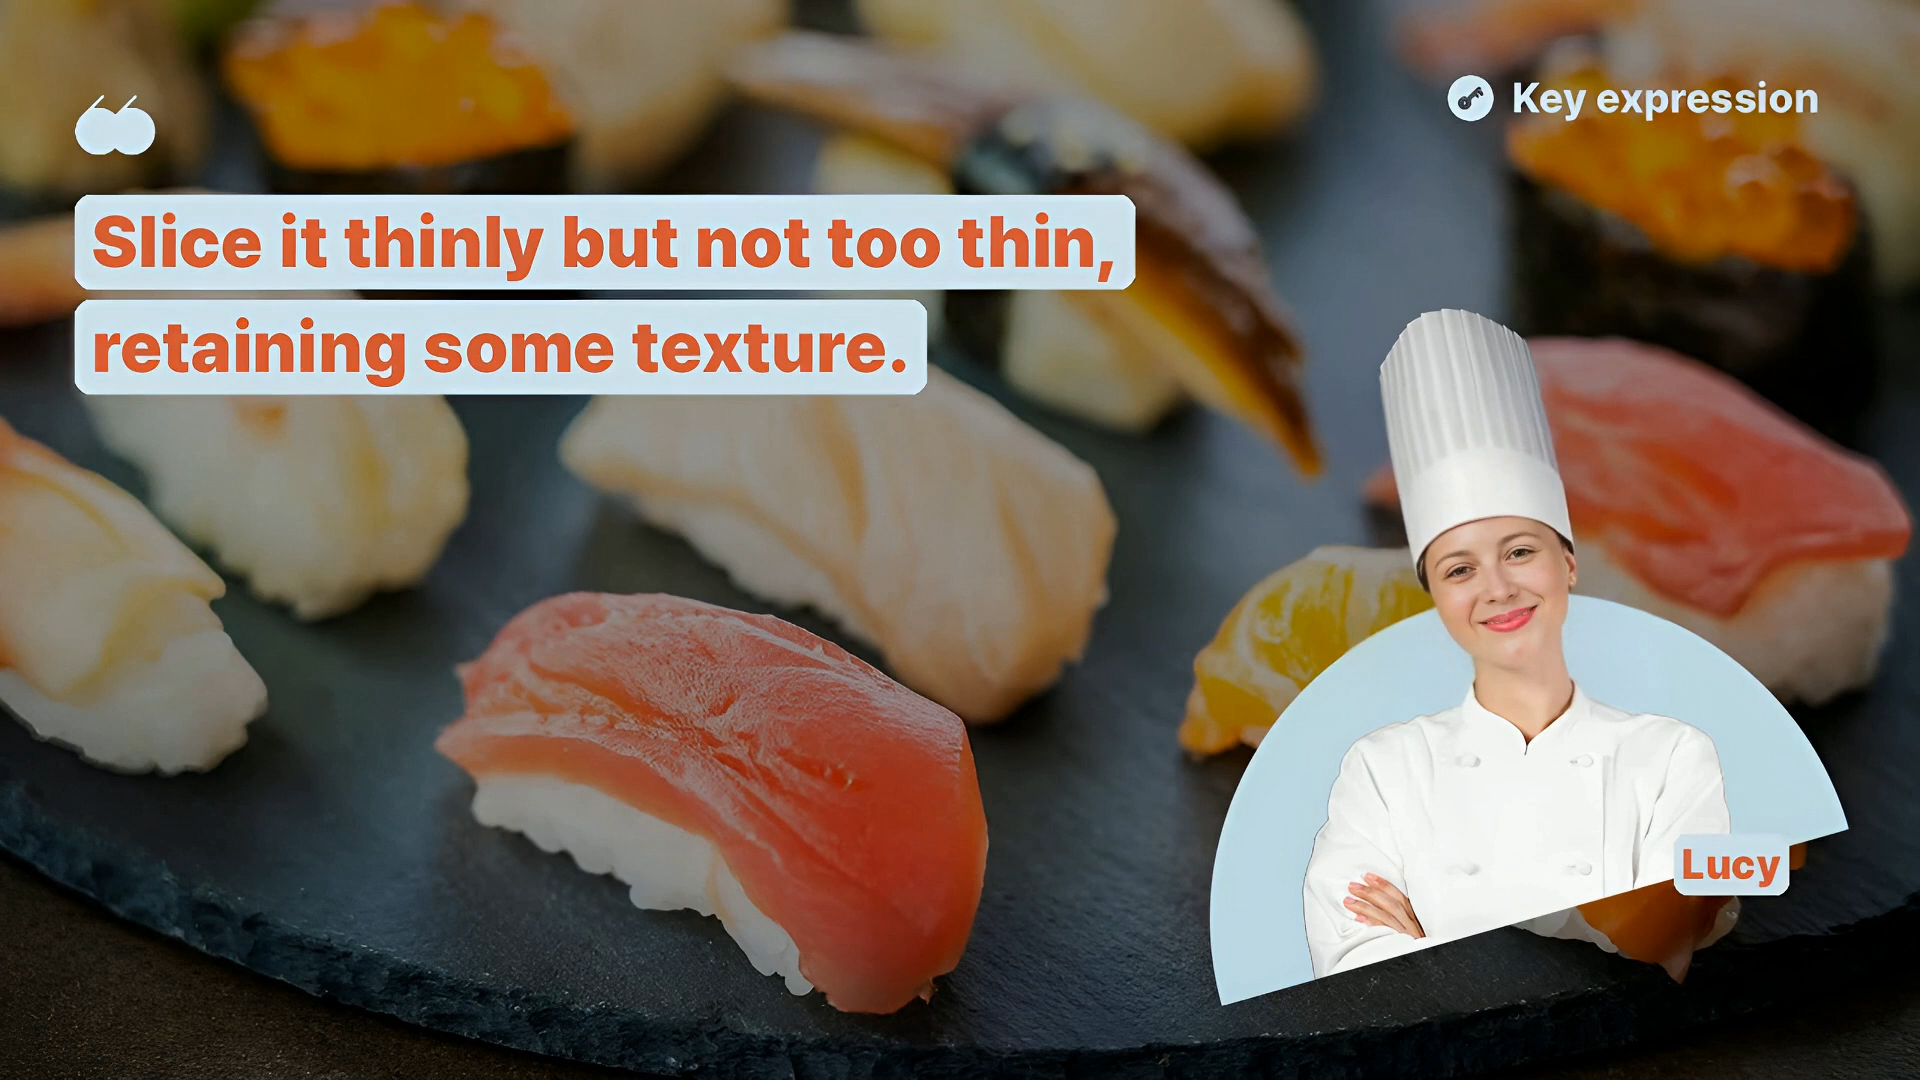 Key expression
Slice it thinly but not too thin,
retaining some texture.
Lucy